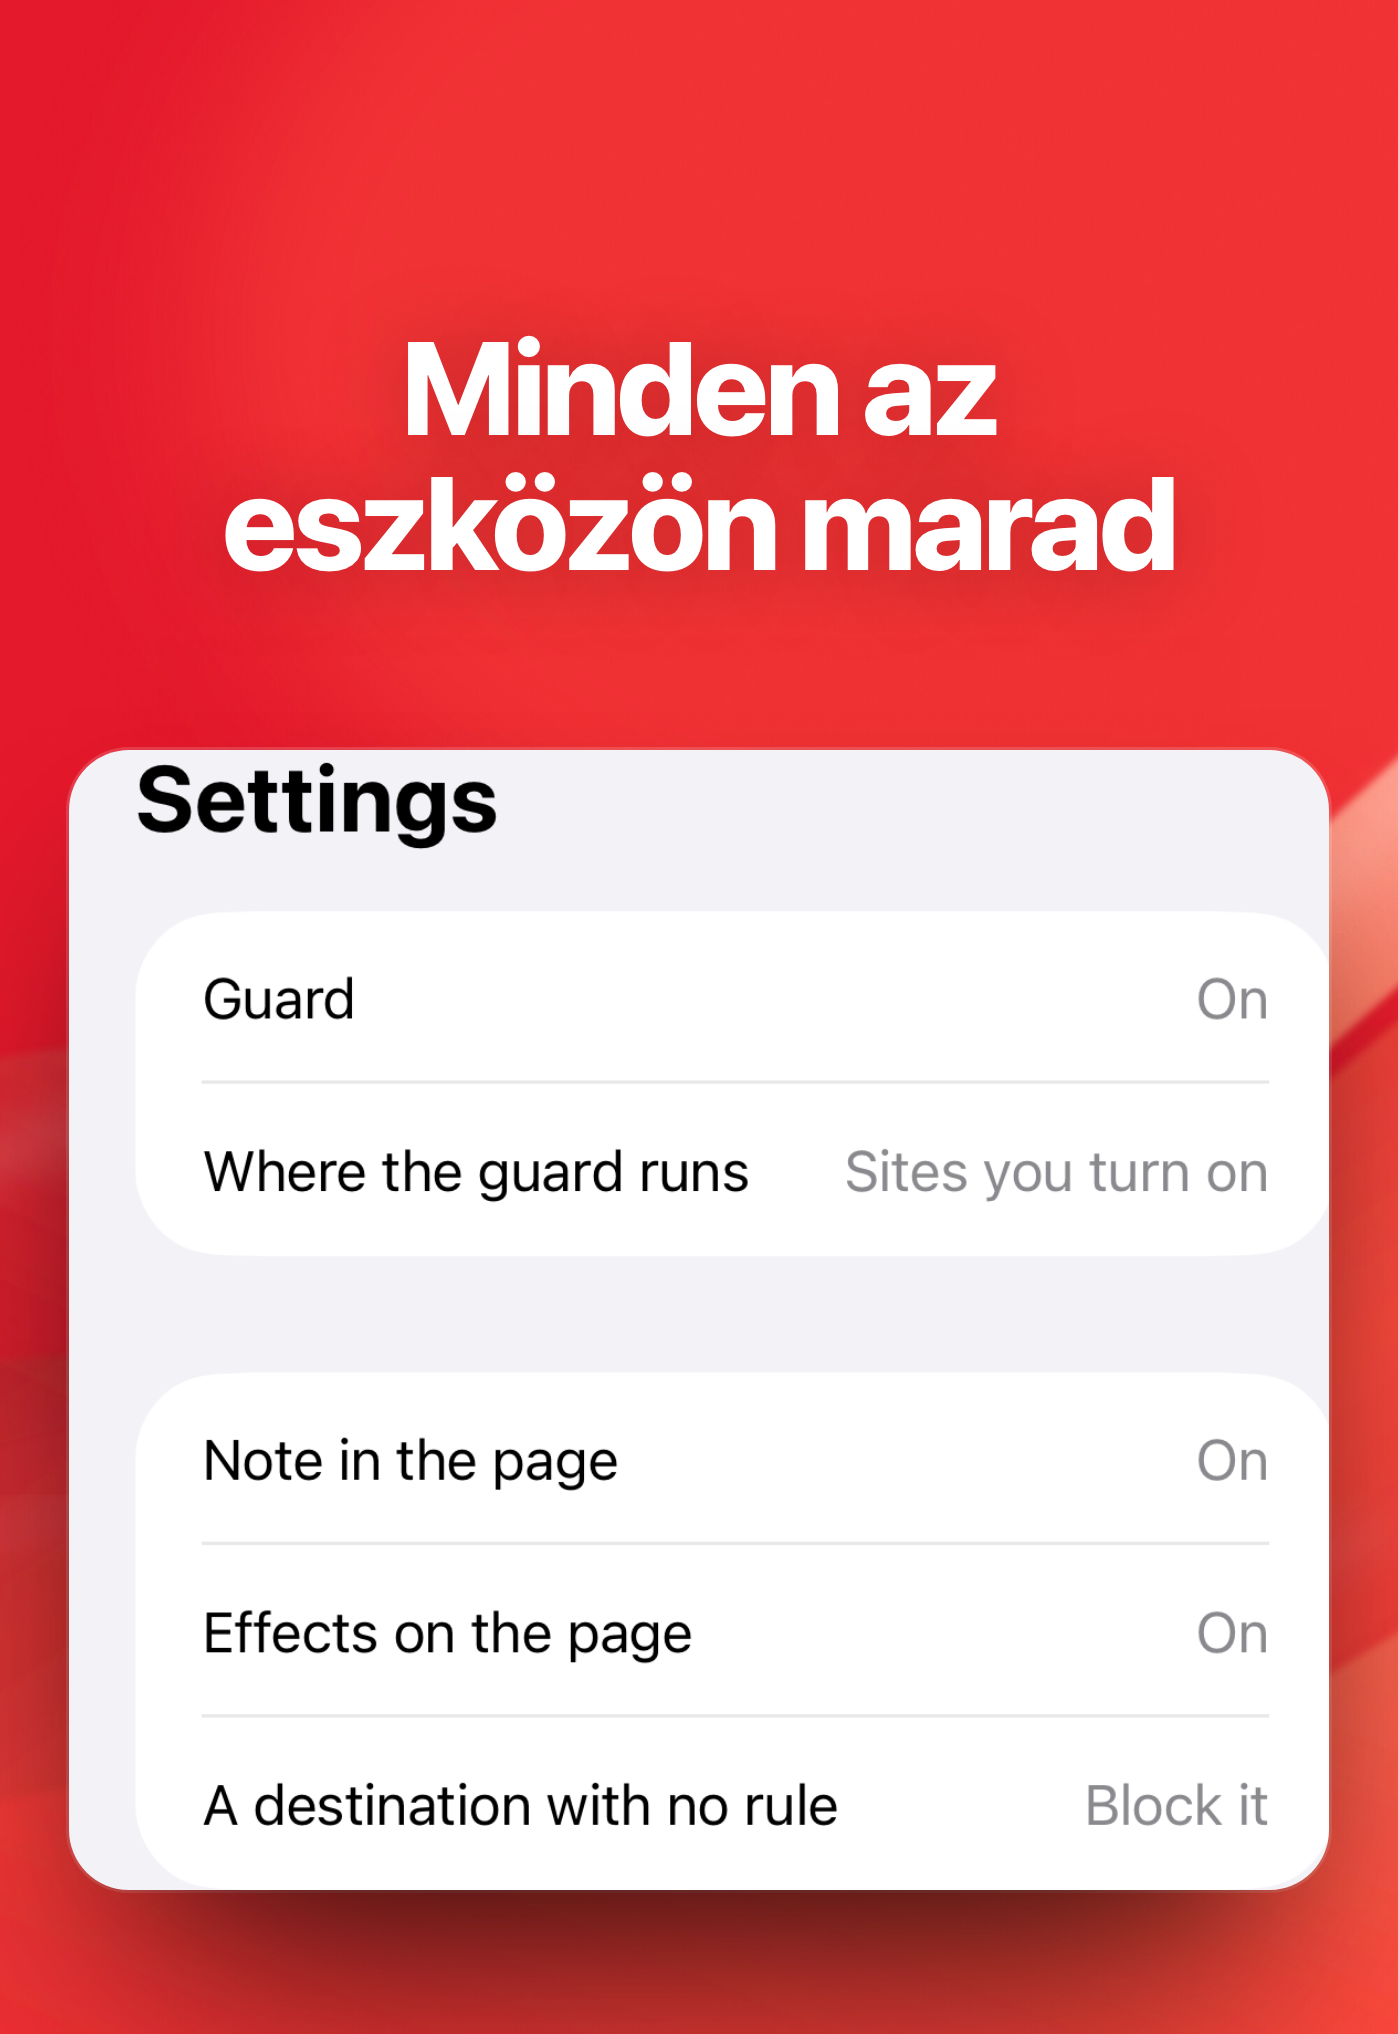 Minden az
eszközön marad
Settings
Guard On
Where the guard runs Sites you turn on
Note in the page On
Effects on the page On
A destination with no rule Block it